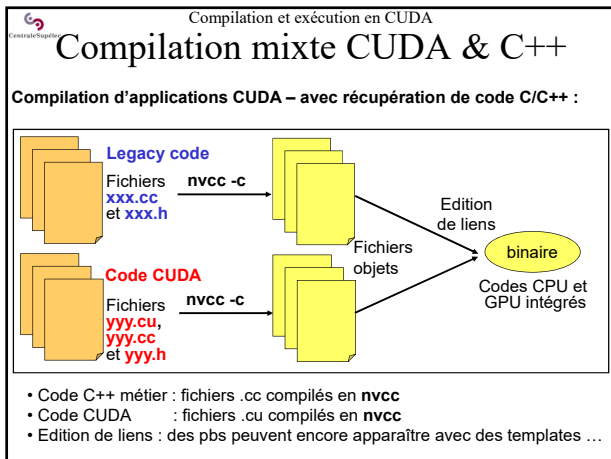 Compilation et exécution en CUDA
CentraleSupélec
Compilation mixte CUDA & C++
Compilation d'applications CUDA – avec récupération de code C/C++ :
Legacy code
Fichiers
xxx.cc
et xxx.h
nvcc -c
Edition
de liens
Fichiers
objets
binaire
Codes CPU et
GPU intégrés
Code CUDA
Fichiers
yyy.cu,
yyy.cc
et yyy.h
nvcc -c
• Code C++ métier : fichiers .cc compilés en nvcc
• Code CUDA : fichiers .cu compilés en nvcc
• Edition de liens : des pbs peuvent encore apparaître avec des templates …